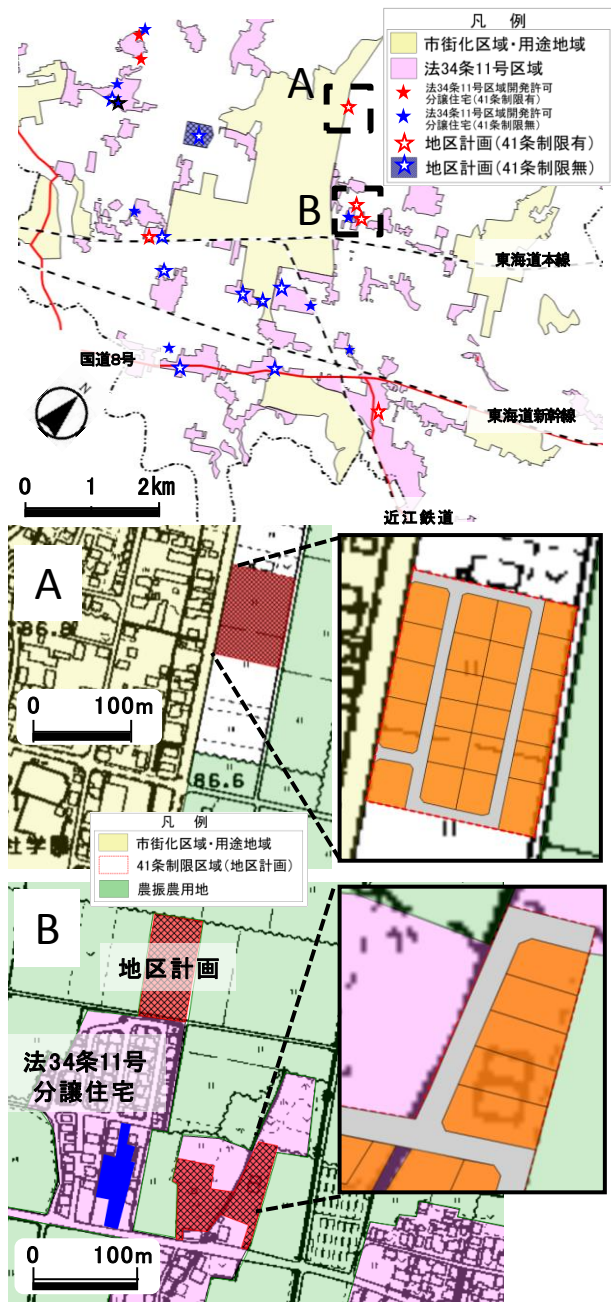 凡 例
市街化区域・用途地域
法34条11号区域
法34条11号区域開発許可
分譲住宅(41条制限有)
法34条11号区域開発許可
分譲住宅(41条制限無)
地区計画(41条制限有)
地区計画(41条制限無)
A
B
東海道本線
国道8号
N
東海道新幹線
0 1 2km
近江鉄道
A
86.8
0 100m
86.6
凡 例
市街化区域・用途地域
41条制限区域(地区計画)
農振農用地
B
地区計画
法34条11号
分譲住宅
0 100m